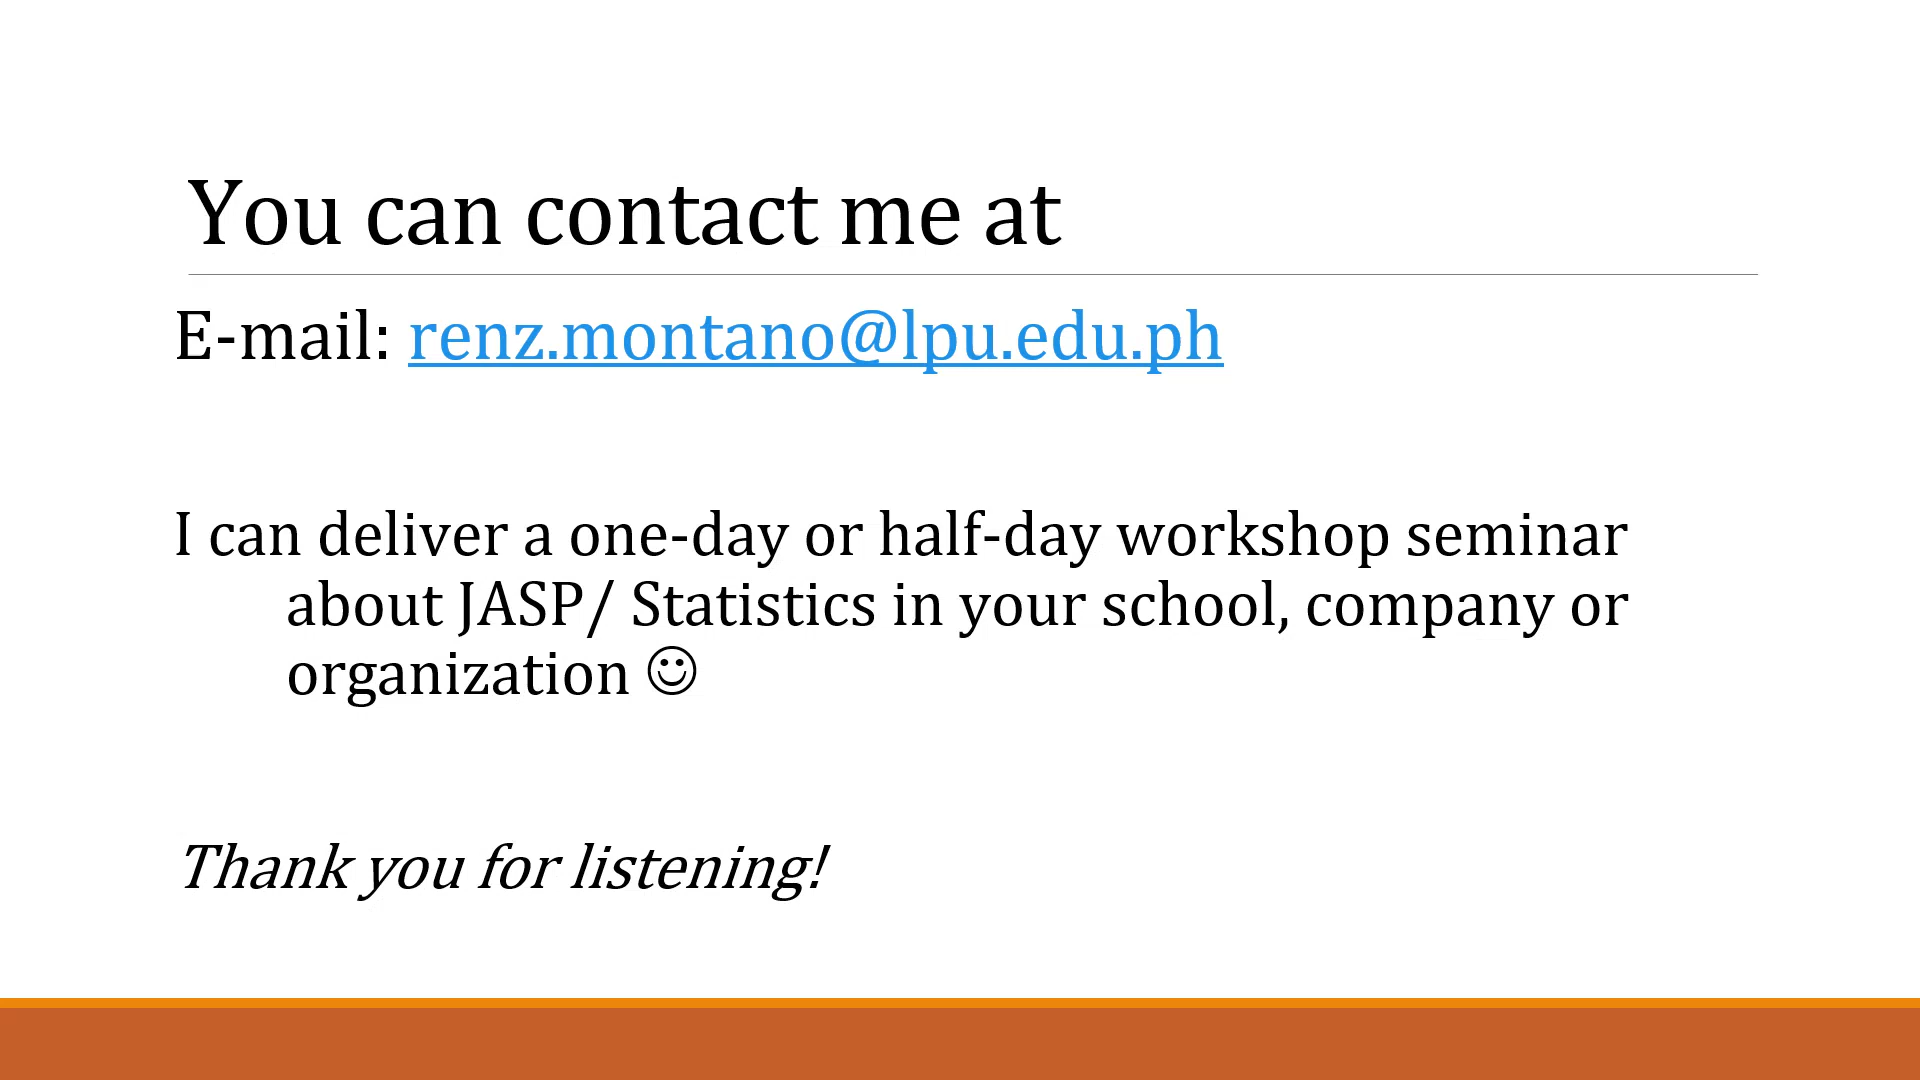 You can contact me at
E-mail: renz.montano@lpu.edu.ph
I can deliver a one-day or half-day workshop seminar
about JASP/ Statistics in your school, company or
organization ☺
Thank you for listening!